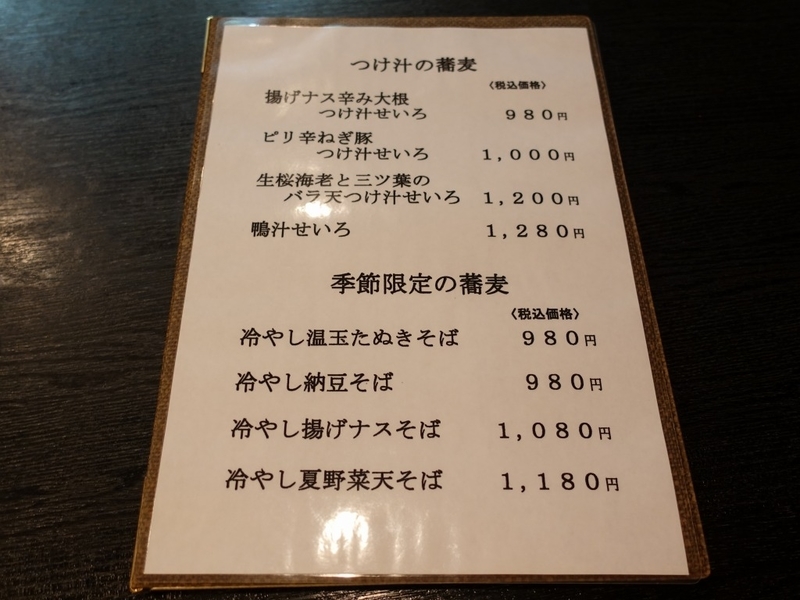 つけ汁の蕎麦
〈税込価格〉
揚げナス辛み大根
つけ汁せいろ　９８０円
ピリ辛ねぎ豚
つけ汁せいろ　１，０００円
生桜海老と三ツ葉の
バラ天つけ汁せいろ　１，２００円
鴨汁せいろ　１，２８０円
季節限定の蕎麦
〈税込価格〉
冷やし温玉たぬきそば　９８０円
冷やし納豆そば　９８０円
冷やし揚げナスそば　１，０８０円
冷やし夏野菜天そば　１，１８０円